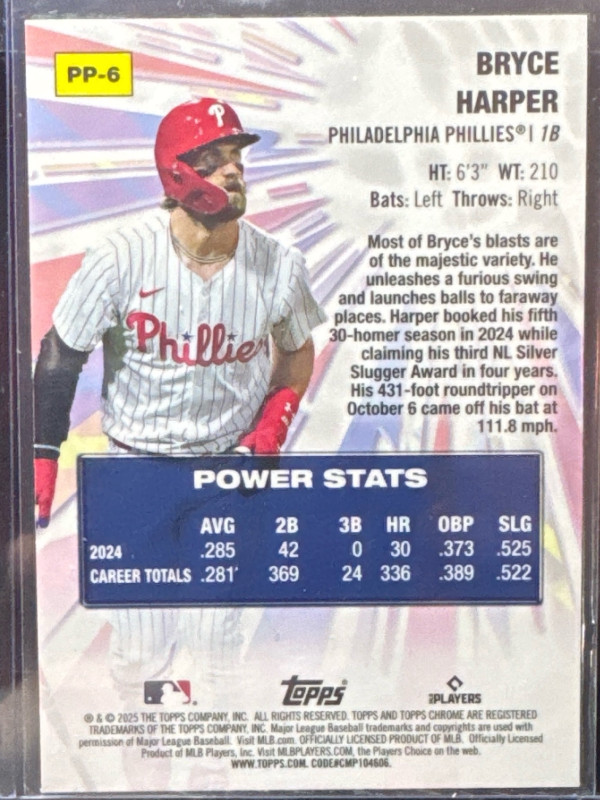 PP-6
BRYCE
HARPER
PHILADELPHIA PHILLIES® | 1B
HT: 6'3" WT: 210
Bats: Left Throws: Right
Most of Bryce's blasts are
of the majestic variety. He
unleashes a furious swing
and launches balls to faraway
places. Harper booked his fifth
30-homer season in 2024 while
claiming his third NL Silver
Slugger Award in four years.
His 431-foot roundtripper on
October 6 came off his bat at
111.8 mph.
P
Phillies
POWER STATS
AVG 2B 3B HR OBP SLG
2024 .285 42 0 30 .373 .525
CAREER TOTALS .281 369 24 336 .389 .522
Topps
PLAYERS
® & © 2025 THE TOPPS COMPANY, INC. ALL RIGHTS RESERVED. TOPPS AND TOPPS CHROME ARE REGISTERED
TRADEMARKS OF THE TOPPS COMPANY, INC. Major League Baseball trademarks and copyrights are used with
permission of Major League Baseball. Visit MLB.com. OFFICIALLY LICENSED PRODUCT OF MLB. Officially Licensed
Product of MLB Players, Inc. Visit MLBPLAYERS.COM, the Players Choice on the web.
WWW.TOPPS.COM. CODE#CMP104606.